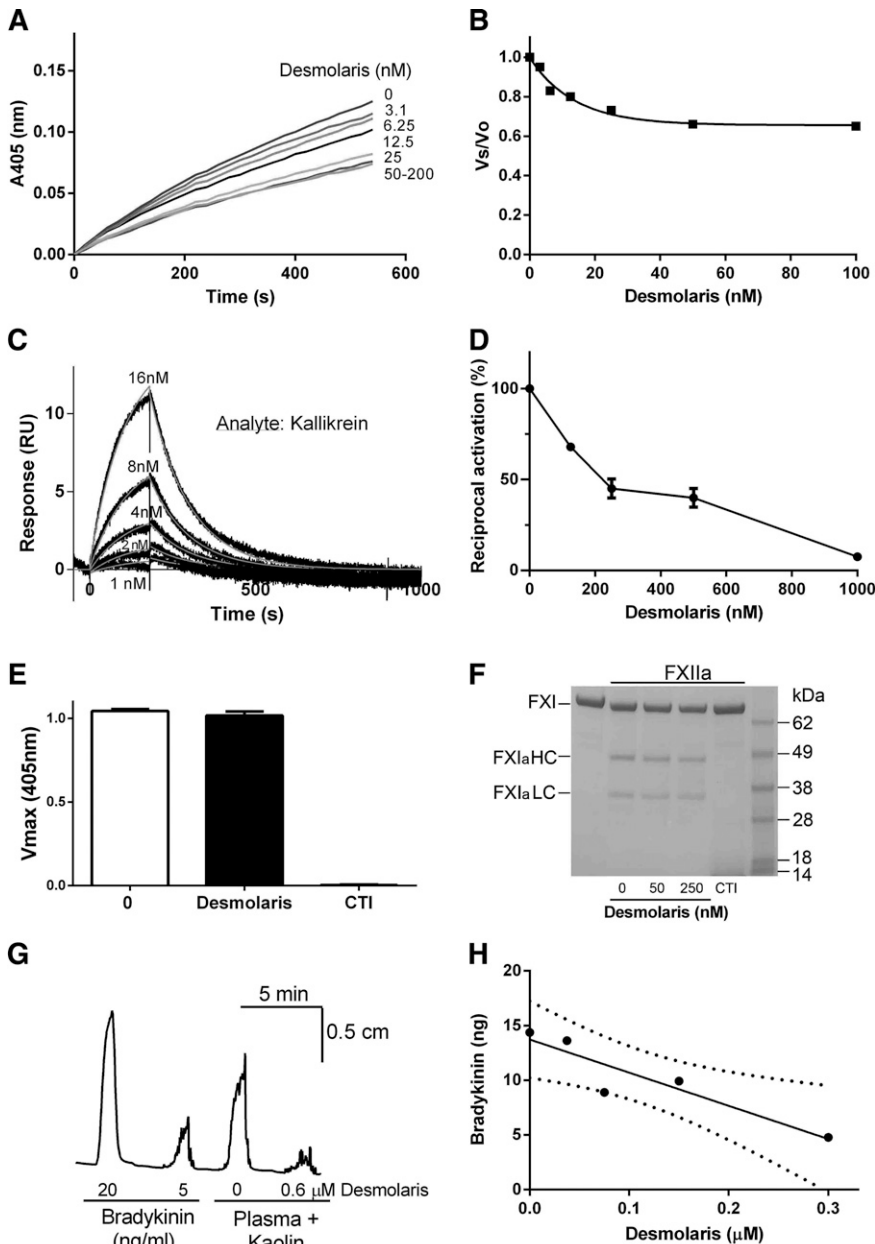 A
Desmolaris (nM)
0
3.1
6.25
12.5
25
50-200
0.15
0.10
0.05
0.00
A405 (nm)
0 200 400 600
Time (s)
B
1.0
0.8
0.6
0.4
0.2
0.0
Vs/Vo
0 20 40 60 80 100
Desmolaris (nM)
C
16nM
8nM
4nM
2 nM
1 nM
Analyte: Kallikrein
10
5
0
Response (RU)
0 500 1000
Time (s)
D
100
50
0
Reciprocal activation (%)
0 200 400 600 800 1000
Desmolaris (nM)
E
1.0
0.5
0.0
Vmax (405nm)
0 Desmolaris CTI
F
FXIIa
FXI
FXIaHC
FXIaLC
kDa
62
49
38
28
18
14
0 50 250 CTI
Desmolaris (nM)
G
5 min
0.5 cm
20 5 0 0.6 μM Desmolaris
Bradykinin
(ng/ml)
Plasma +
Kaolin
H
20
15
10
5
0
Bradykinin (ng)
0.0 0.1 0.2 0.3
Desmolaris (μM)